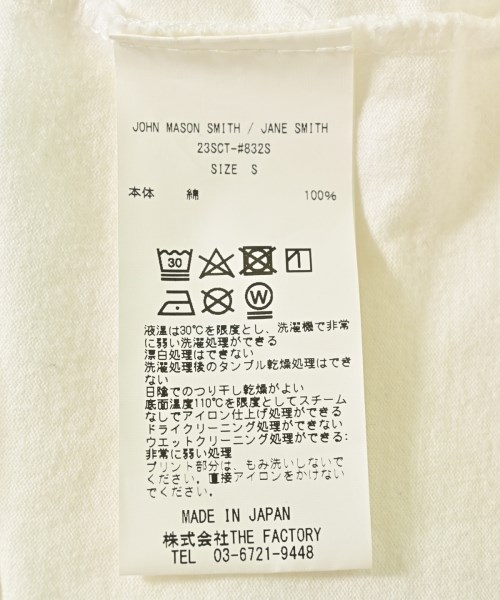 JOHN MASON SMITH / JANE SMITH
23SCT-#832S
SIZE S
本体 綿 100%
30
W
液温は30℃を限度とし、洗濯機で非常
に弱い洗濯処理ができる
漂白処理はできない
洗濯処理後のタンブル乾燥処理はでき
ない
日陰でのつり干し乾燥がよい
底面温度110℃を限度としてスチーム
なしでアイロン仕上げ処理ができる
ドライクリーニング処理ができない
ウエットクリーニング処理ができる:
非常に弱い処理
プリント部分は、もみ洗いしないで
ください。直接アイロンをかけない
でください。
MADE IN JAPAN
株式会社THE FACTORY
TEL 03-6721-9448